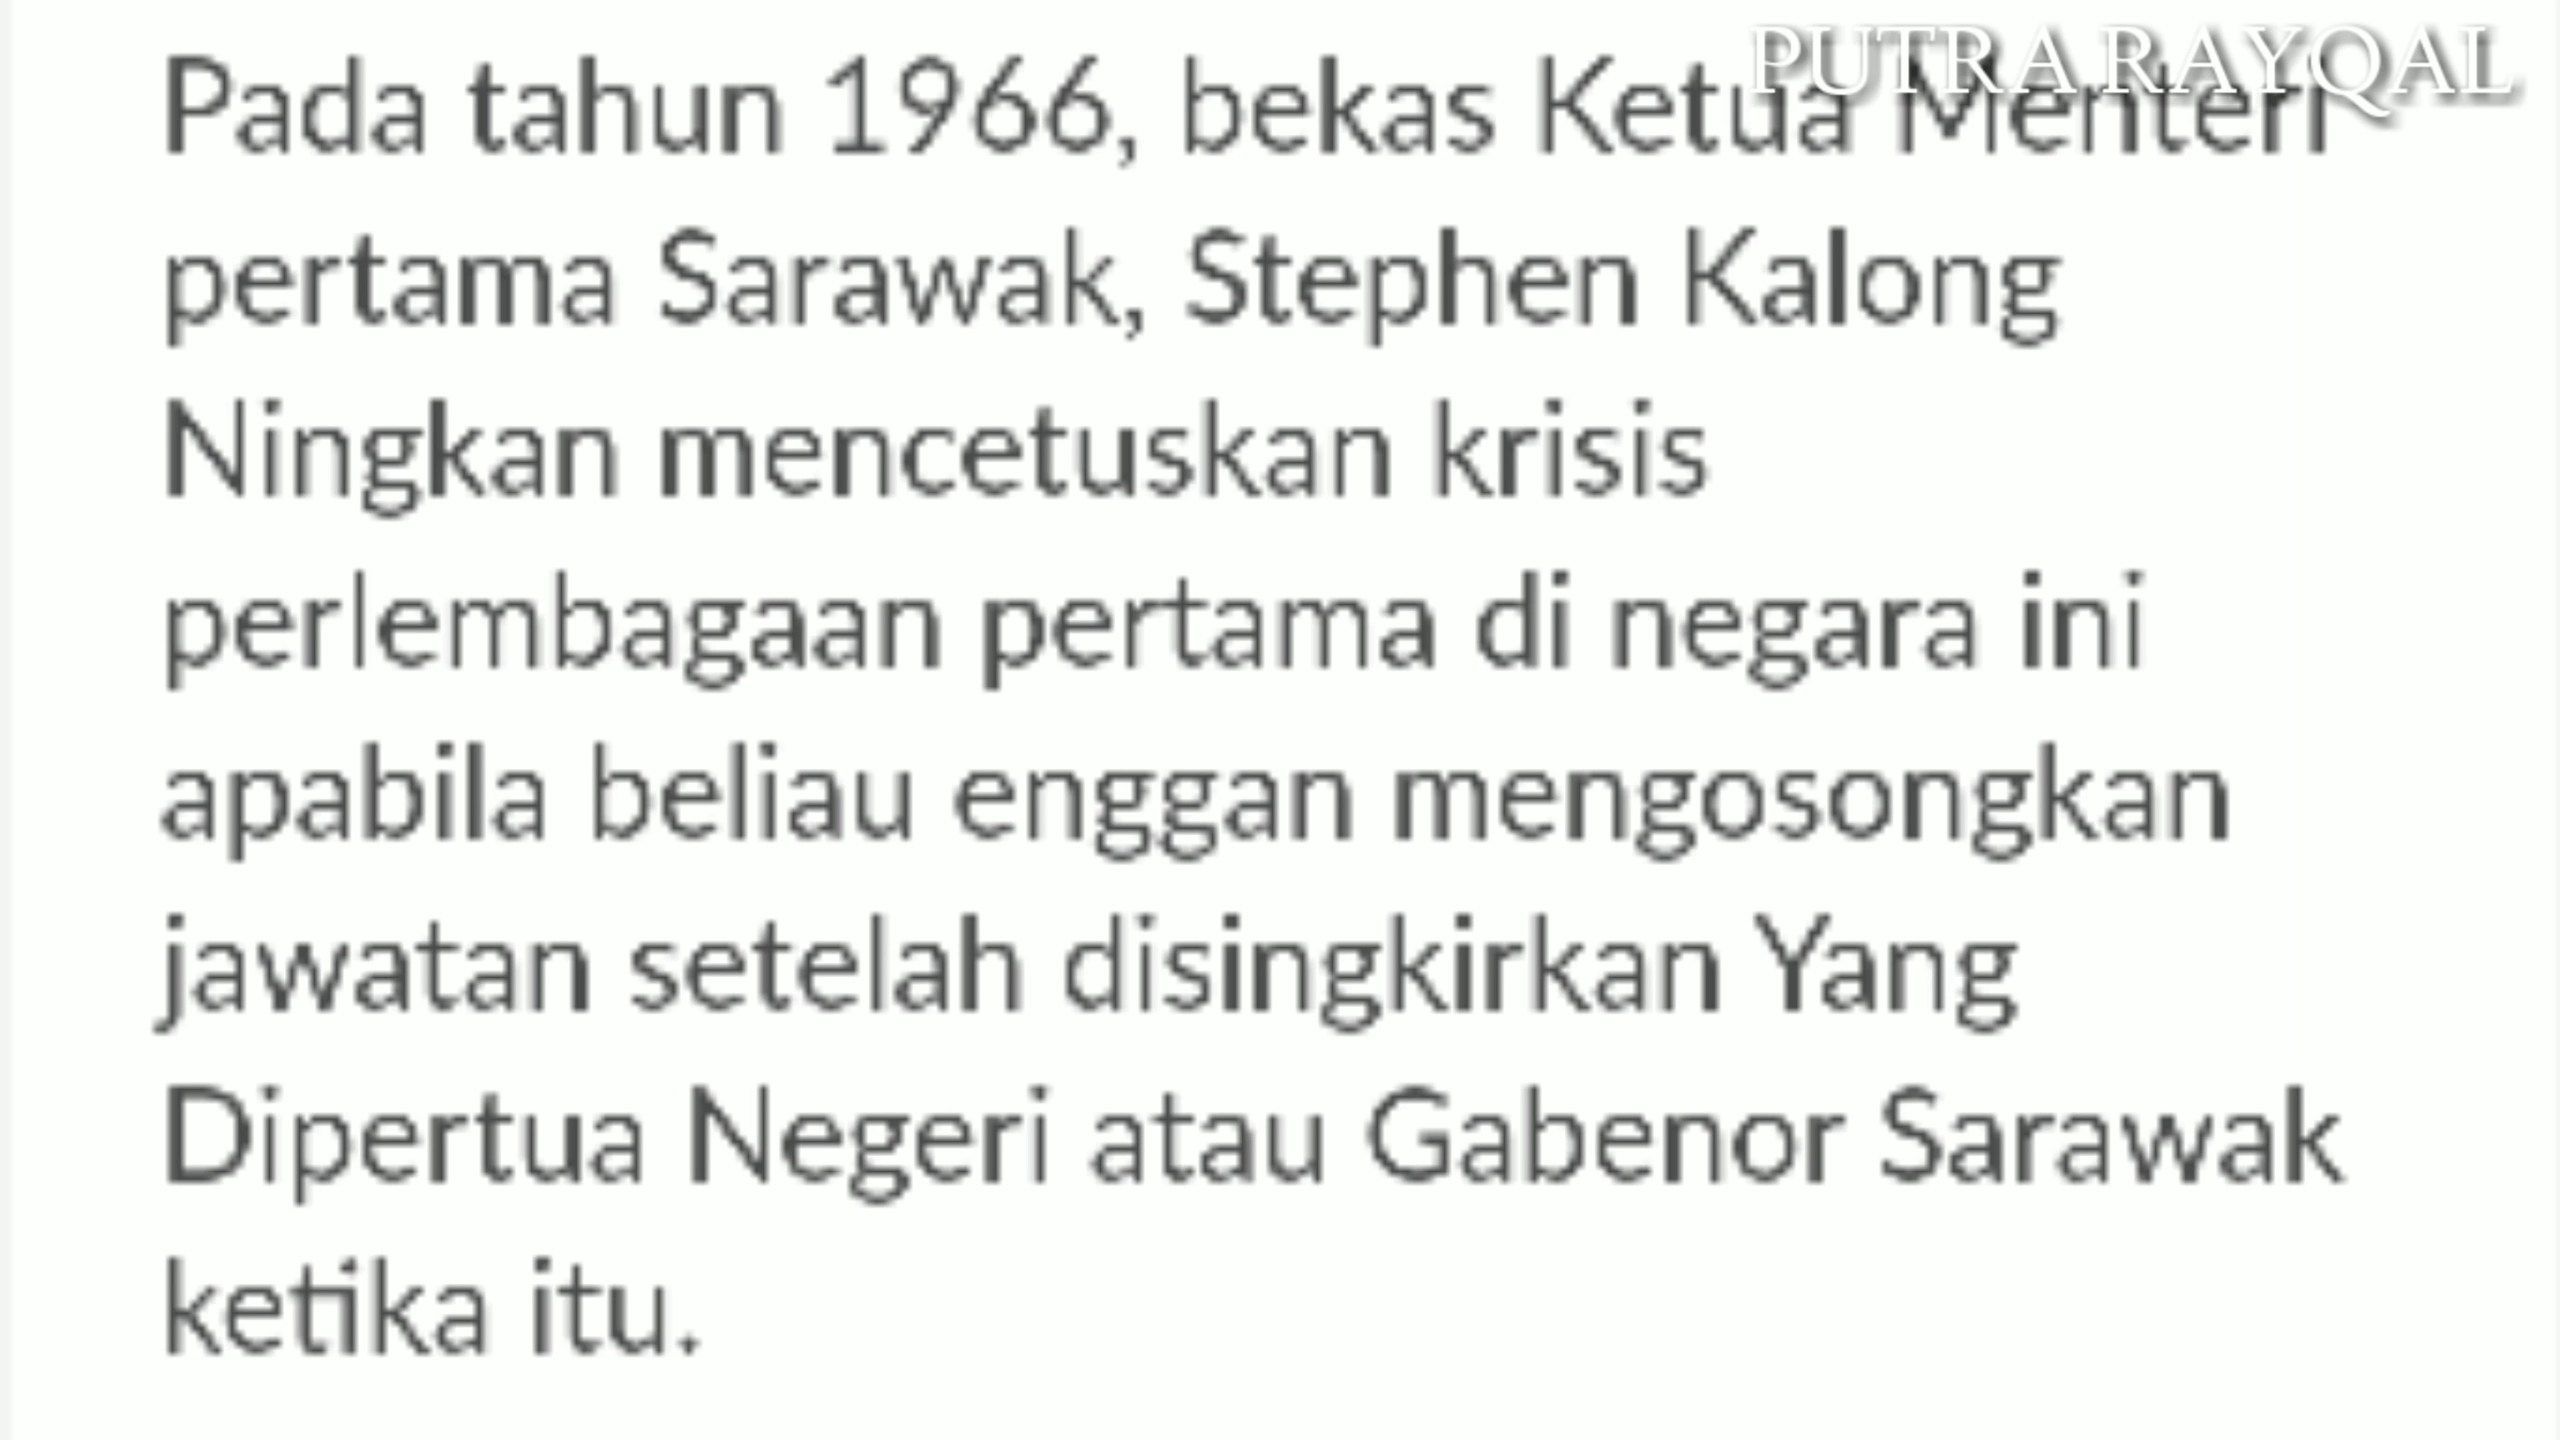 PUTRA RAYQAL
Pada tahun 1966, bekas Ketua Menteri
pertama Sarawak, Stephen Kalong
Ningkan mencetuskan krisis
perlembagaan pertama di negara ini
apabila beliau enggan mengosongkan
jawatan setelah disingkirkan Yang
Dipertua Negeri atau Gabenor Sarawak
ketika itu.